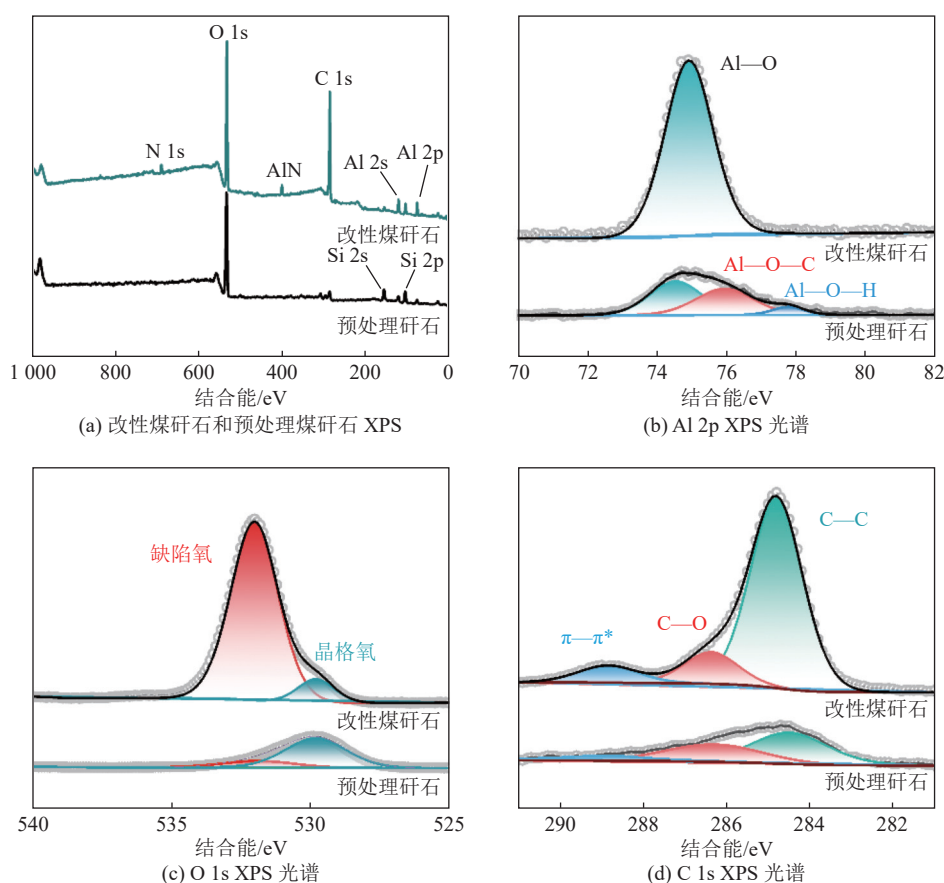 O 1s
C 1s
N 1s
AlN
Al 2s
Al 2p
改性煤矸石
Si 2s
Si 2p
预处理矸石
1 000
800
600
400
200
0
结合能/eV
(a) 改性煤矸石和预处理煤矸石 XPS
Al—O
改性煤矸石
Al—O—C
Al—O—H
预处理矸石
70
72
74
76
78
80
82
结合能/eV
(b) Al 2p XPS 光谱
缺陷氧
晶格氧
改性煤矸石
预处理矸石
540
535
530
525
结合能/eV
(c) O 1s XPS 光谱
C—C
C—O
π—π*
改性煤矸石
预处理矸石
290
288
286
284
282
结合能/eV
(d) C 1s XPS 光谱